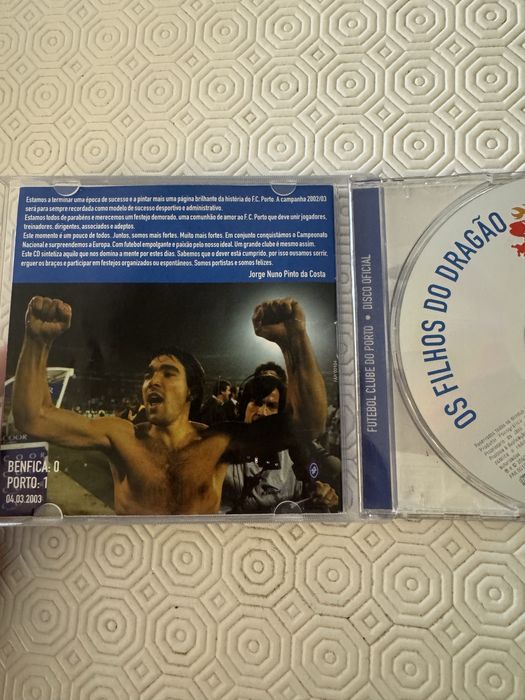 Estamos a terminar uma época de sucesso e a pintar mais uma página brilhante da história do F.C. Porto. A campanha 2002/03
será para sempre recordada como modelo de sucesso desportivo e administrativo.
Estamos todos de parabéns e merecemos um festejo demorado, uma comunhão de amor ao F.C. Porto que deve unir jogadores,
treinadores, dirigentes, associados e adeptos.
Este momento é um pouco de todos. Juntos, somos mais fortes. Muito mais fortes. Em conjunto conquistámos o Campeonato
Nacional e surpreendemos a Europa. Com futebol empolgante e paixão pelo nosso ideal. Um grande clube é mesmo assim.
Este CD sintetiza aquilo que nos domina a mente por estes dias. Sabemos que o dever está cumprido, por isso ousamos sorrir,
erguer os braços e participar em festejos organizados ou espontâneos. Somos portistas e somos felizes.
Jorge Nuno Pinto da Costa
BENFICA: 0
PORTO: 1
04.03.2003
FUTEBOL CLUBE DO PORTO • DISCO OFICIAL
OS FILHOS DO DRAGÃO